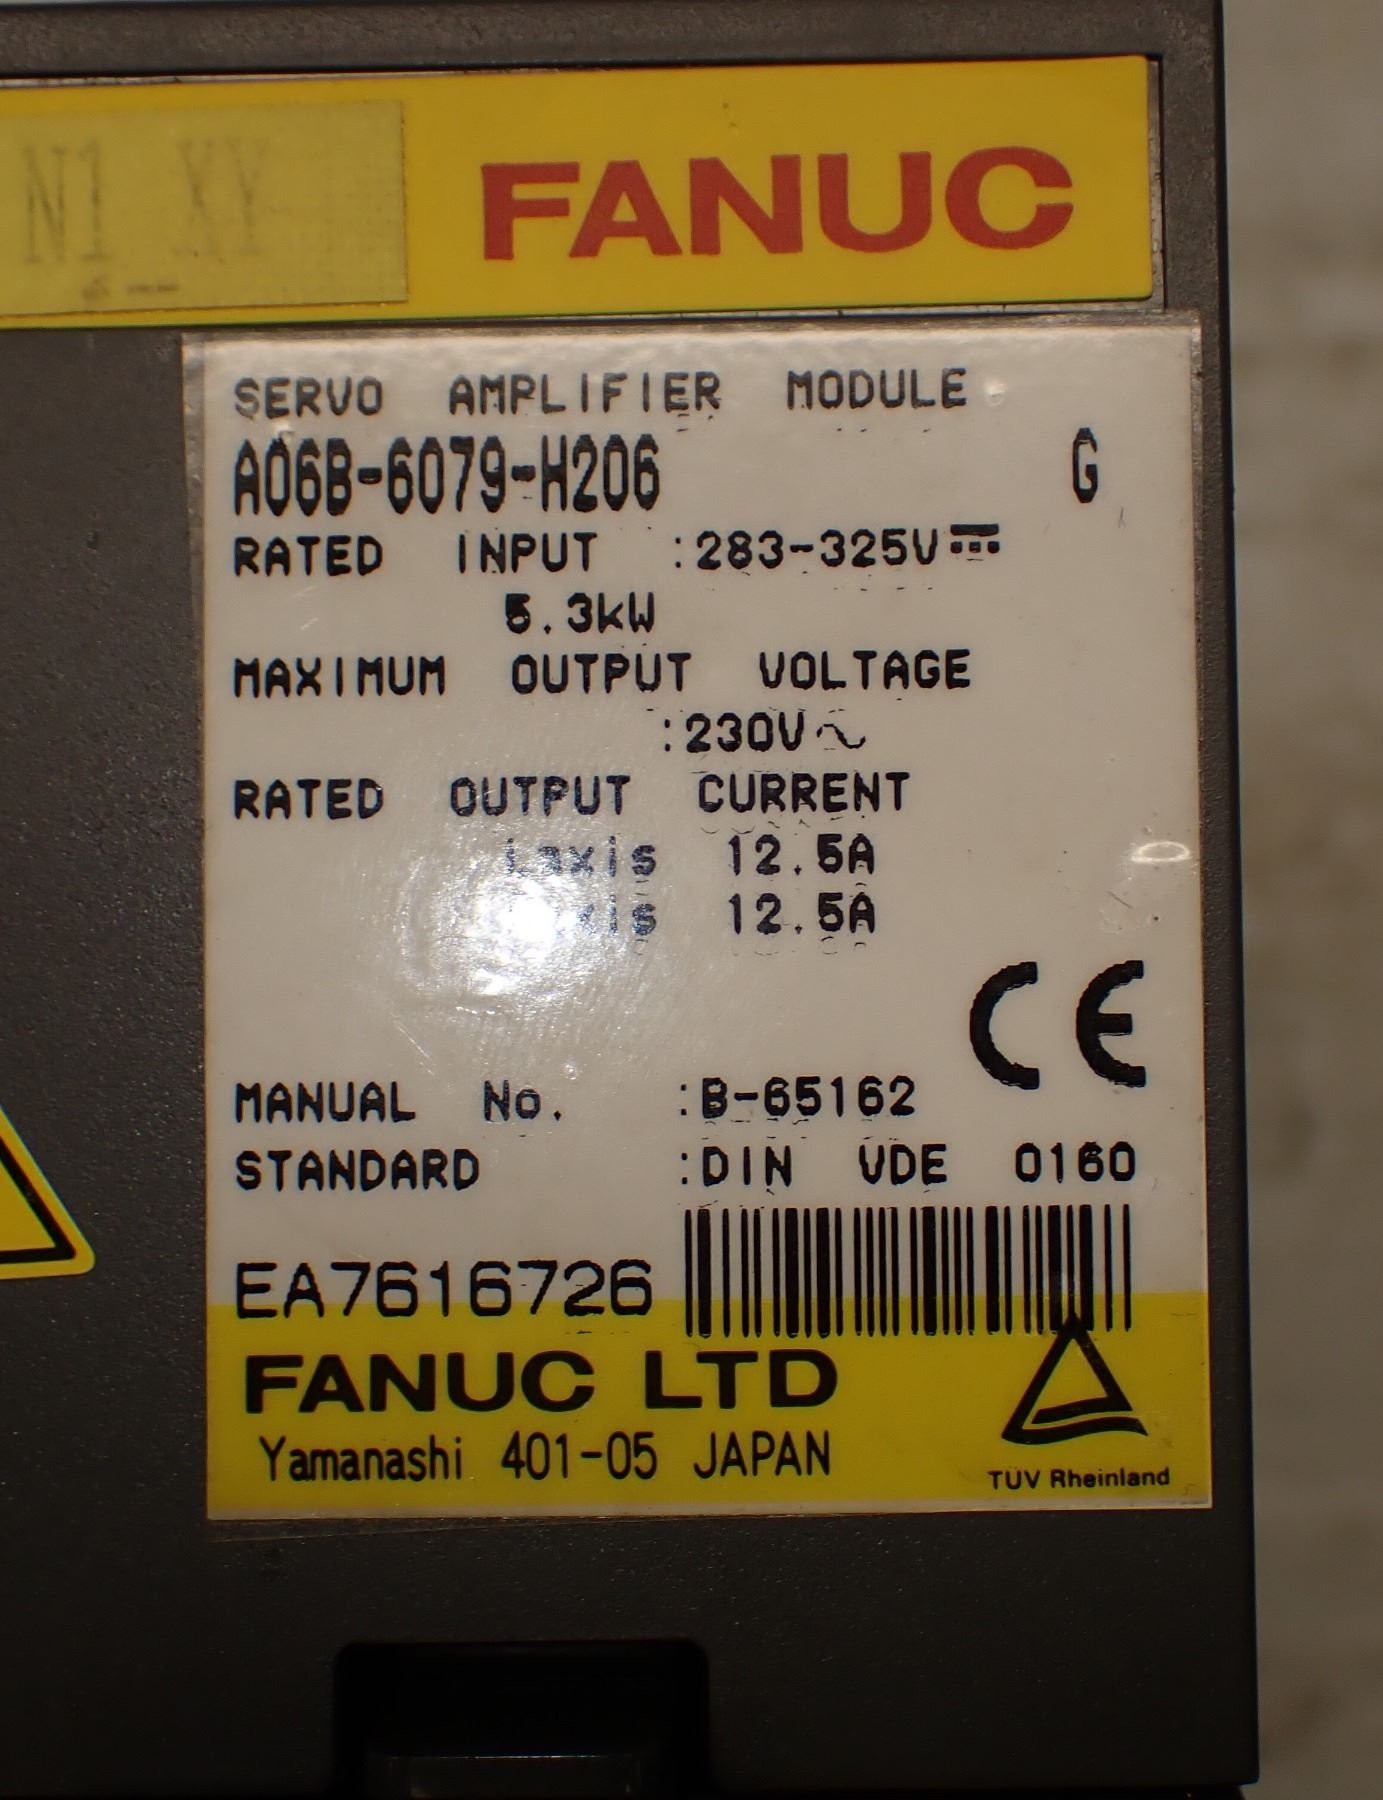 N1 XY
FANUC
SERVO AMPLIFIER MODULE
A06B-6079-H206 G
RATED INPUT :283-325V⎓
5.3kW
MAXIMUM OUTPUT VOLTAGE
:230V~
RATED OUTPUT CURRENT
Laxis 12.5A
12.5A
CE
MANUAL No. :B-65162
STANDARD :DIN VDE 0160
EA7616726
FANUC LTD
Yamanashi 401-05 JAPAN
TÜV Rheinland